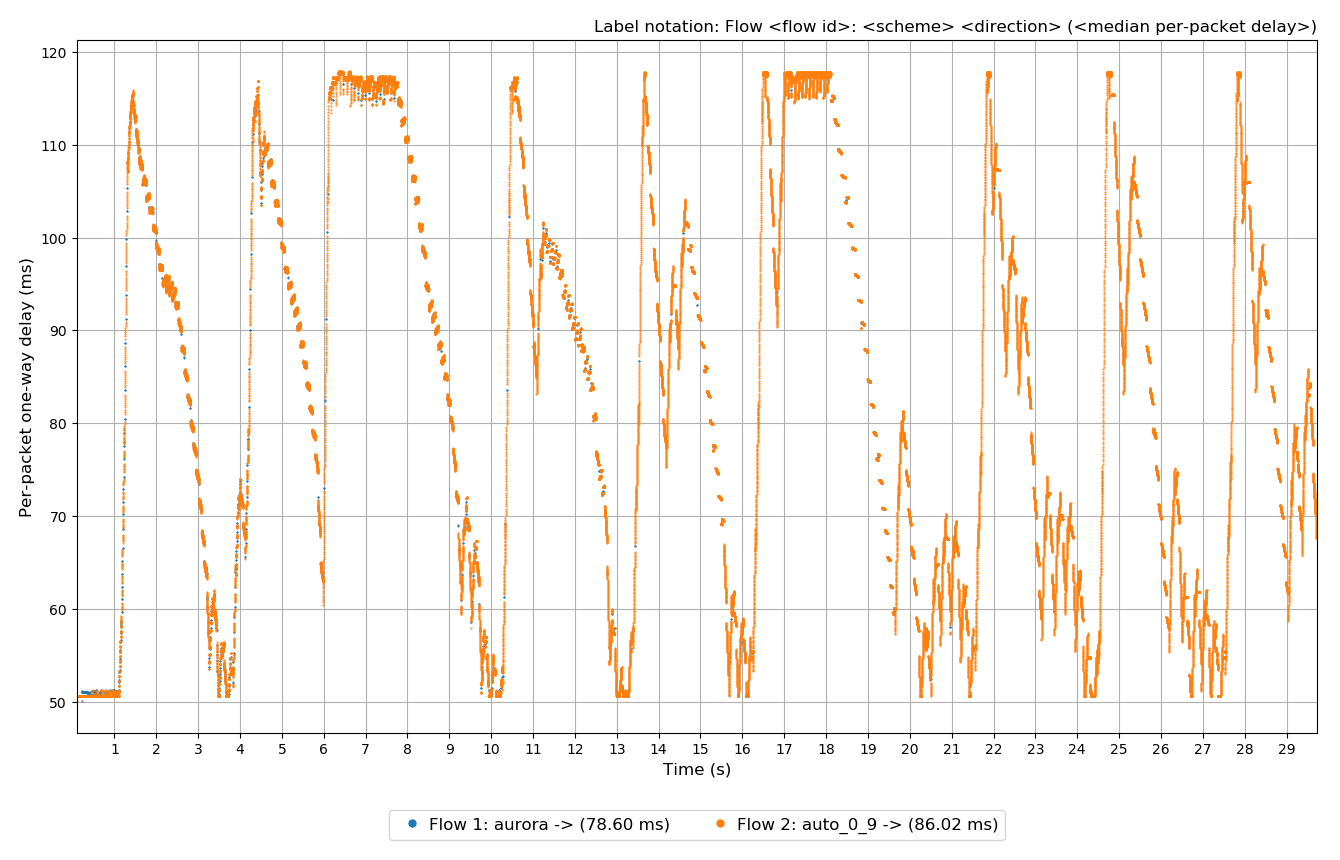 Label notation: Flow <flow id>: <scheme> <direction> (<median per-packet delay>)
Per-packet one-way delay (ms)
120
110
100
90
80
70
60
50
1 2 3 4 5 6 7 8 9 10 11 12 13 14 15 16 17 18 19 20 21 22 23 24 25 26 27 28 29
Time (s)
Flow 1: aurora -> (78.60 ms) Flow 2: auto_0_9 -> (86.02 ms)